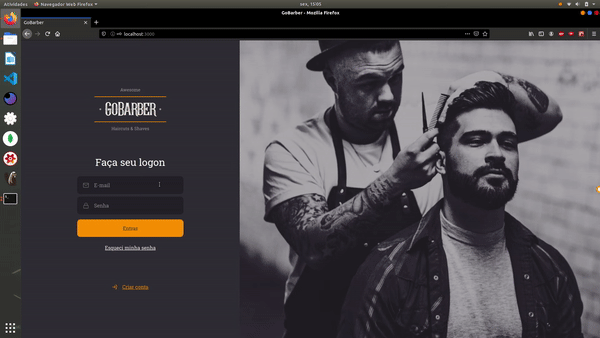 Atividades
Navegador Web Firefox
sex, 15:05
GoBarber - Mozilla Firefox
GoBarber
localhost:3000
Awesome
GOBARBER
Haircuts & Shaves
Faça seu logon
E-mail
Senha
Entrar
Esqueci minha senha
Criar conta